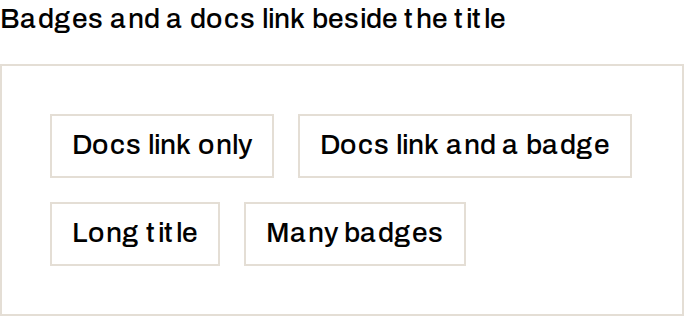 Badges and a docs link beside the title
Docs link only
Docs link and a badge
Long title
Many badges